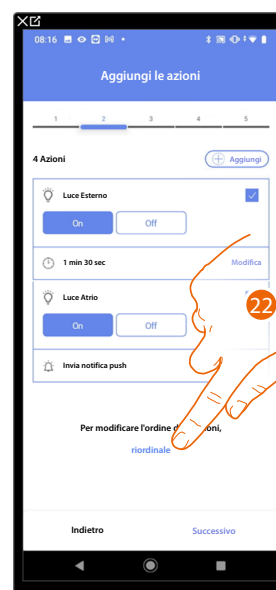 08:16
Aggiungi le azioni
1 2 3 4 5
4 Azioni
Aggiungi
Luce Esterno
On Off
1 min 30 sec Modifica
Luce Atrio
On Off
22
Invia notifica push
Per modificare l'ordine
riordinale
Indietro Successivo